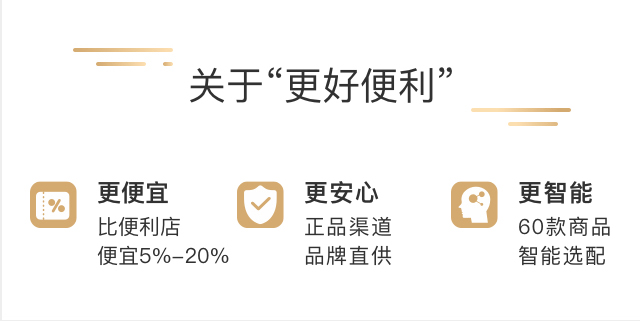 关于“更好便利”
更便宜
比便利店
便宜5%-20%
更安心
正品渠道
品牌直供
更智能
60款商品
智能选配